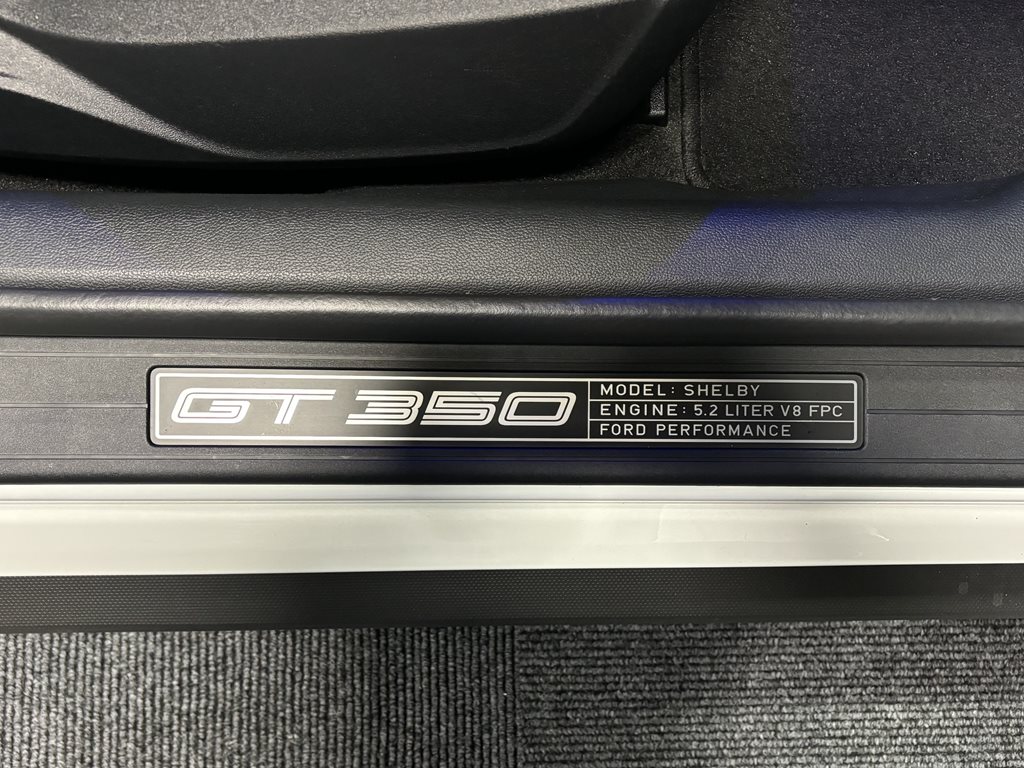 GT 350
MODEL: SHELBY
ENGINE: 5.2 LITER V8 FPC
FORD PERFORMANCE